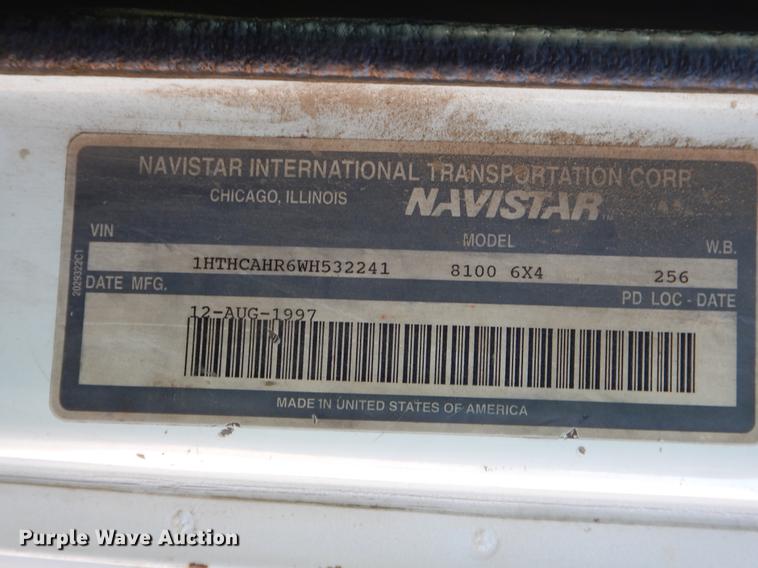 NAVISTAR INTERNATIONAL TRANSPORTATION CORP
CHICAGO, ILLINOIS NAVISTAR™
VIN MODEL W.B.
1HTHCAHR6WH532241 8100 6X4 256
DATE MFG. PD LOC - DATE
12-AUG-1997
MADE IN UNITED STATES OF AMERICA
2029322C1
Purple Wave Auction